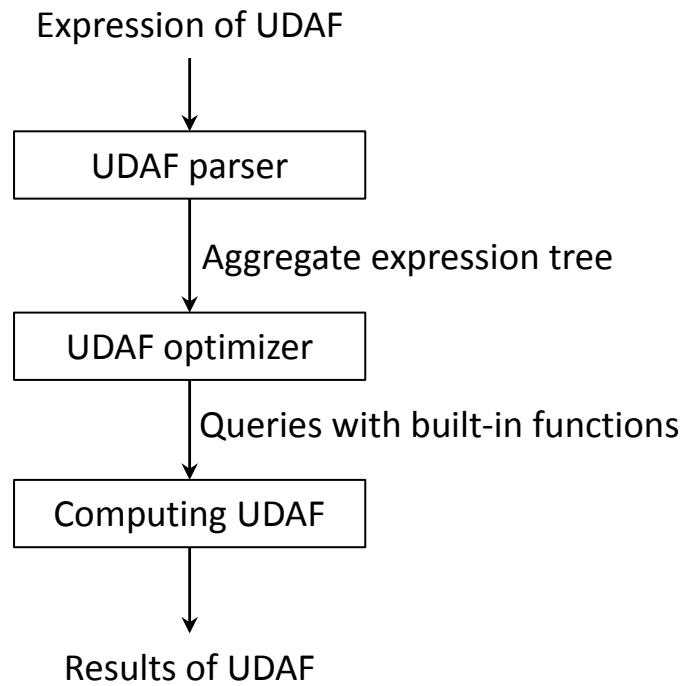 Expression of UDAF
UDAF parser
Aggregate expression tree
UDAF optimizer
Queries with built-in functions
Computing UDAF
Results of UDAF